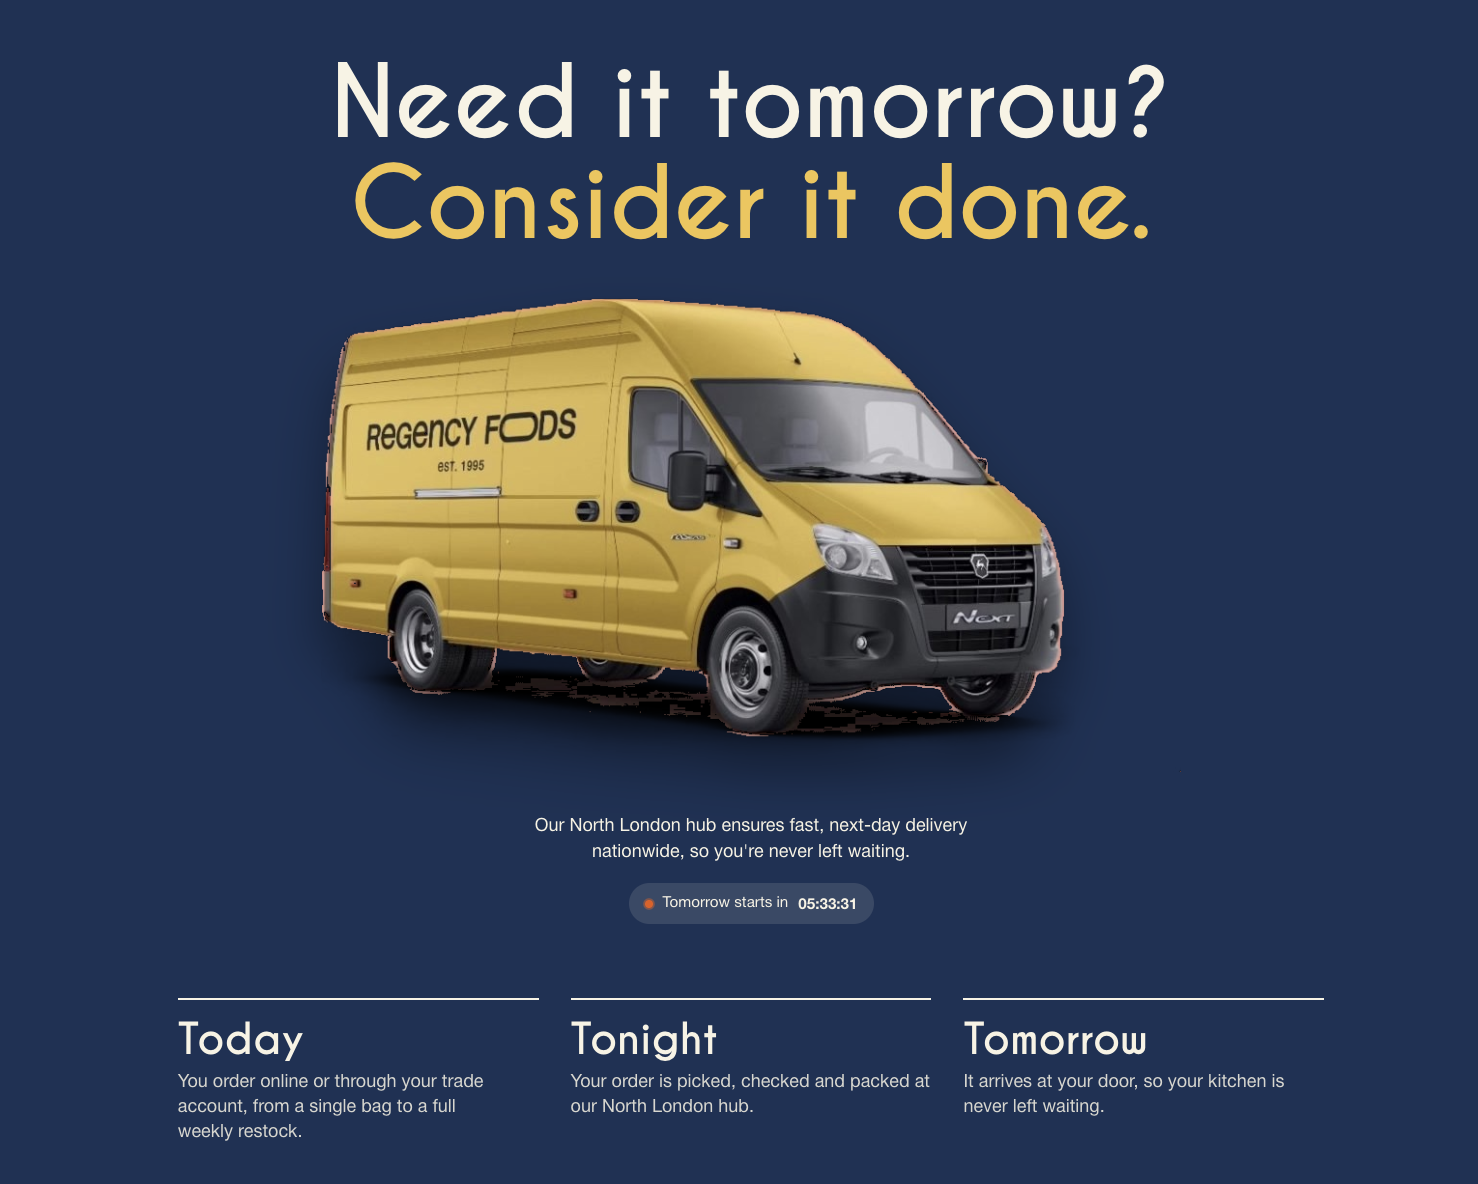 Need it tomorrow?
Consider it done.
REGENCY FOODS
EST. 1995
NEXT
Our North London hub ensures fast, next-day delivery
nationwide, so you're never left waiting.
Tomorrow starts in 05:33:31
Today
You order online or through your trade
account, from a single bag to a full
weekly restock.
Tonight
Your order is picked, checked and packed at
our North London hub.
Tomorrow
It arrives at your door, so your kitchen is
never left waiting.